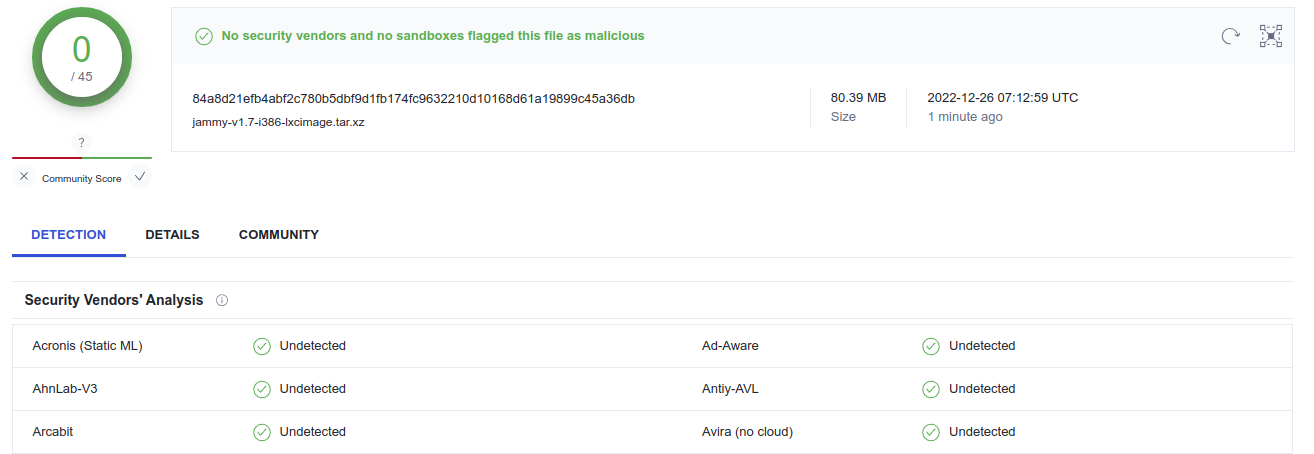 0
/ 45
?
Community Score
No security vendors and no sandboxes flagged this file as malicious
84a8d21efb4abf2c780b5dbf9d1fb174fc9632210d10168d61a19899c45a36db
jammy-v1.7-i386-lxcimage.tar.xz
80.39 MB
Size
2022-12-26 07:12:59 UTC
1 minute ago
DETECTION DETAILS COMMUNITY
Security Vendors' Analysis
Acronis (Static ML) Undetected Ad-Aware Undetected
AhnLab-V3 Undetected Antiy-AVL Undetected
Arcabit Undetected Avira (no cloud) Undetected